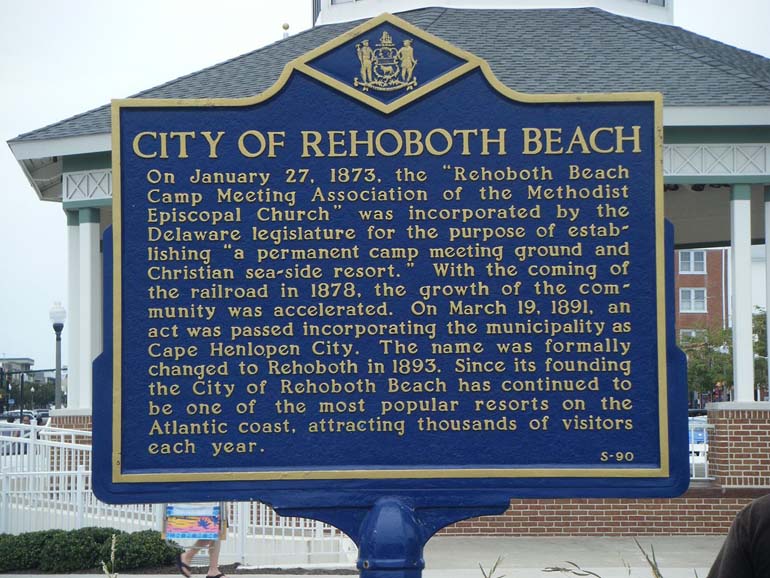 CITY OF REHOBOTH BEACH
On January 27, 1873, the "Rehoboth Beach
Camp Meeting Association of the Methodist
Episcopal Church" was incorporated by the
Delaware legislature for the purpose of estab-
lishing "a permanent camp meeting ground and
Christian sea-side resort." With the coming of
the railroad in 1878, the growth of the com-
munity was accelerated. On March 19, 1891, an
act was passed incorporating the municipality as
Cape Henlopen City. The name was formally
changed to Rehoboth in 1893. Since its founding
the City of Rehoboth Beach has continued to
be one of the most popular resorts on the
Atlantic coast, attracting thousands of visitors
each year.
S-90